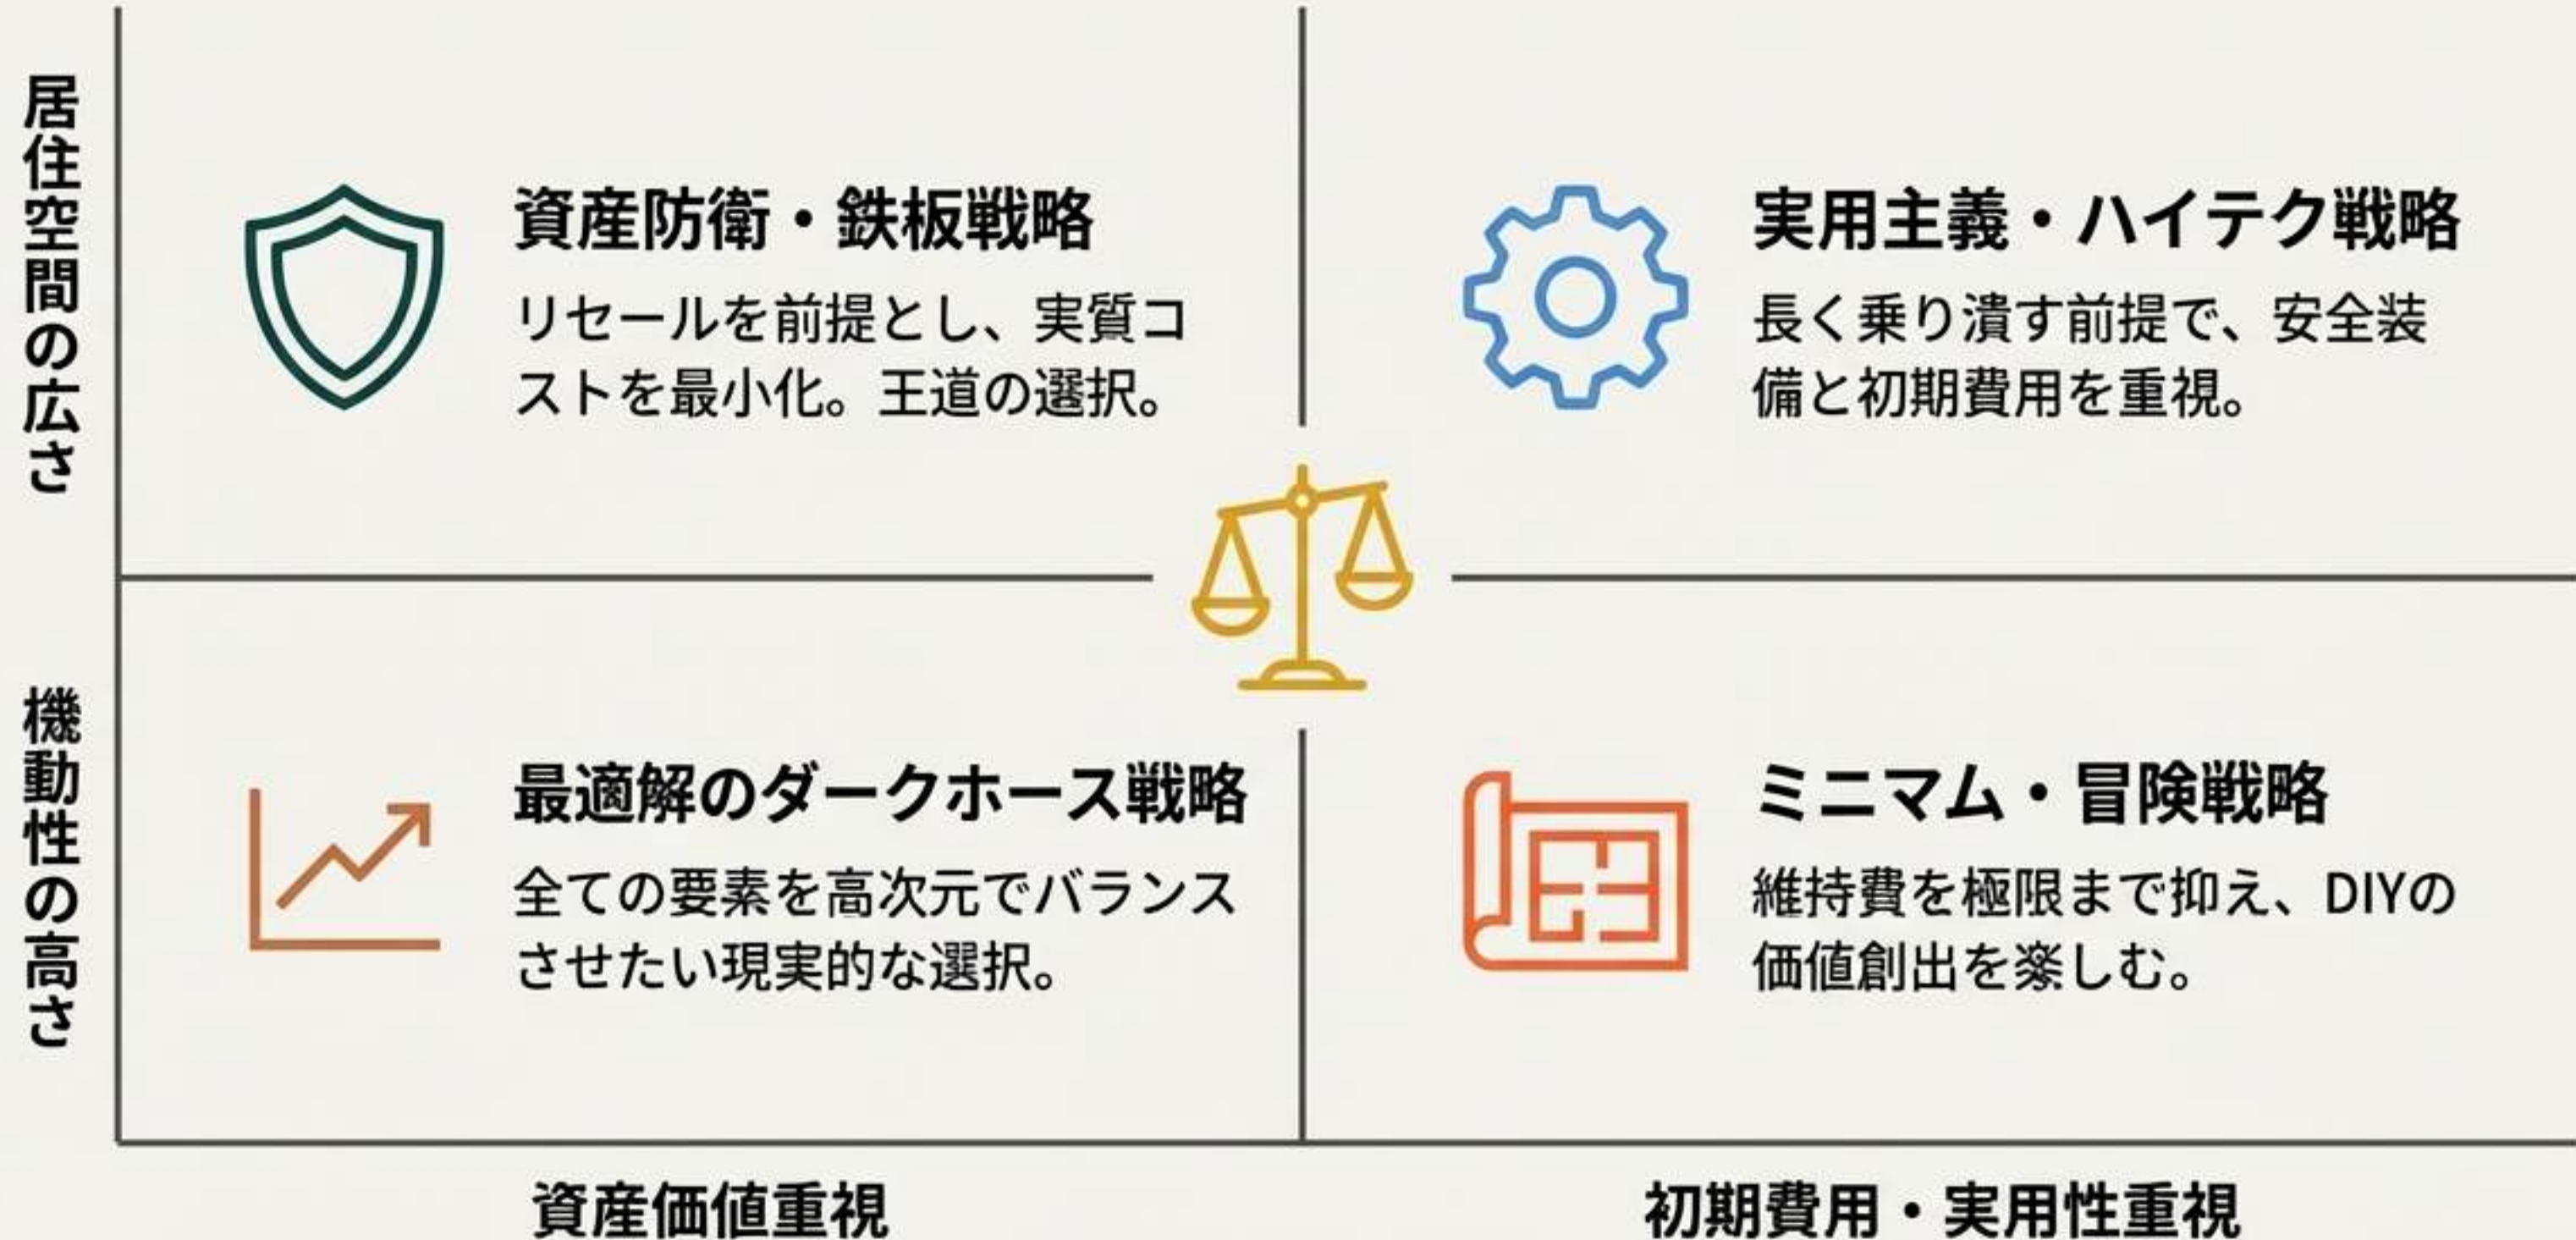 居住空間の広さ
資産防衛・鉄板戦略
リセールを前提とし、実質コ
ストを最小化。王道の選択。
実用主義・ハイテク戦略
長く乗り潰す前提で、安全装
備と初期費用を重視。
機動性の高さ
最適解のダークホース戦略
全ての要素を高次元でバランス
させたい現実的な選択。
ミニマム・冒険戦略
維持費を極限まで抑え、DIYの
価値創出を楽しむ。
資産価値重視
初期費用・実用性重視